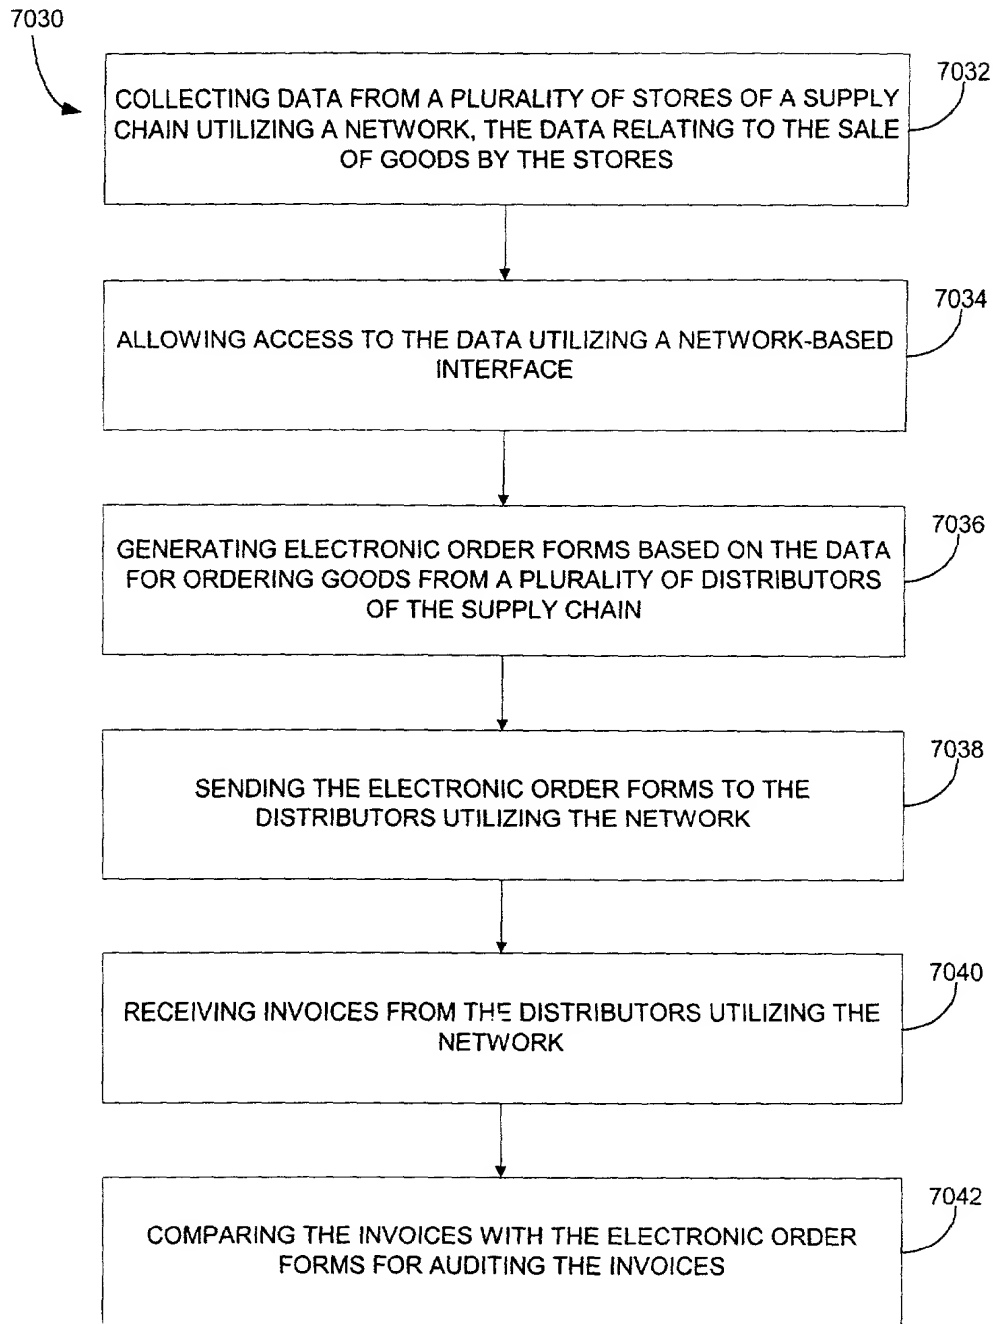 7030
7032
COLLECTING DATA FROM A PLURALITY OF STORES OF A SUPPLY
CHAIN UTILIZING A NETWORK, THE DATA RELATING TO THE SALE
OF GOODS BY THE STORES
7034
ALLOWING ACCESS TO THE DATA UTILIZING A NETWORK-BASED
INTERFACE
7036
GENERATING ELECTRONIC ORDER FORMS BASED ON THE DATA
FOR ORDERING GOODS FROM A PLURALITY OF DISTRIBUTORS
OF THE SUPPLY CHAIN
7038
SENDING THE ELECTRONIC ORDER FORMS TO THE
DISTRIBUTORS UTILIZING THE NETWORK
7040
RECEIVING INVOICES FROM THE DISTRIBUTORS UTILIZING THE
NETWORK
7042
COMPARING THE INVOICES WITH THE ELECTRONIC ORDER
FORMS FOR AUDITING THE INVOICES